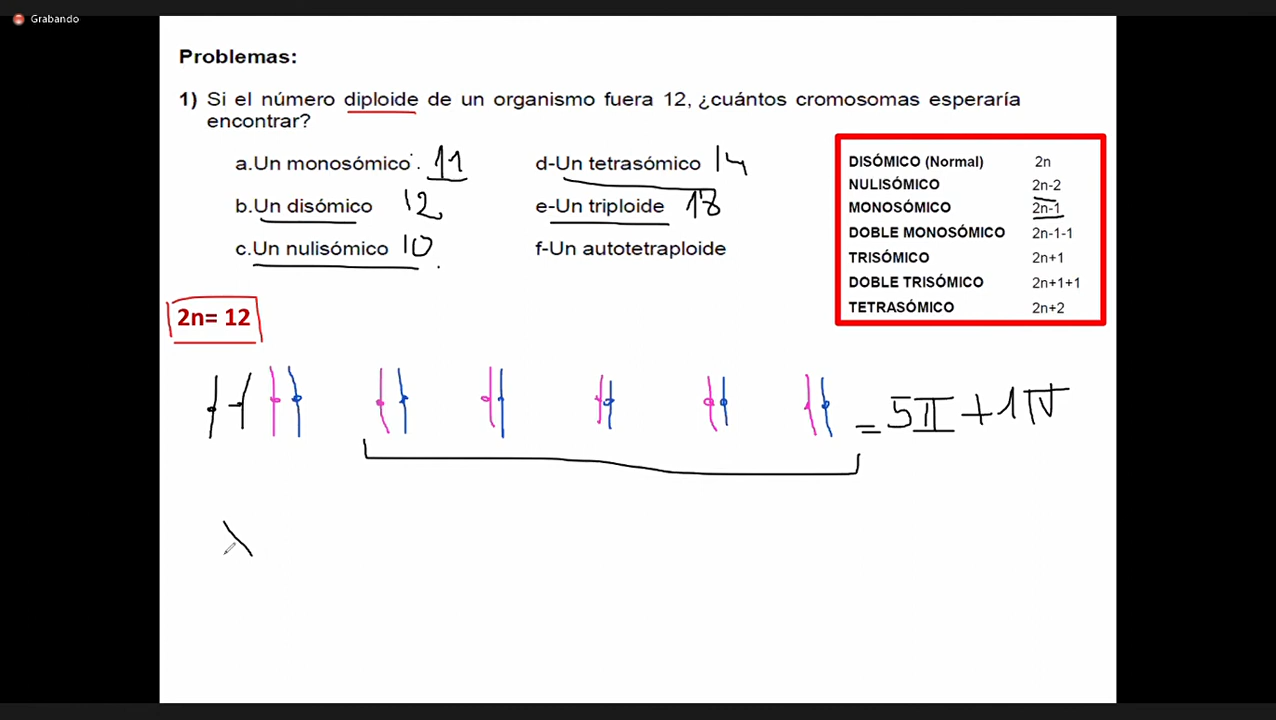 Grabando
Problemas:
1) Si el número diploide de un organismo fuera 12, ¿cuántos cromosomas esperaría
encontrar?
a.Un monosómico. 11
b.Un disómico 12
c.Un nulisómico 10
d-Un tetrasómico 14
e-Un triploide 18
f-Un autotetraploide
DISÓMICO (Normal) 2n
NULISÓMICO 2n-2
MONOSÓMICO 2n-1
DOBLE MONOSÓMICO 2n-1-1
TRISÓMICO 2n+1
DOBLE TRISÓMICO 2n+1+1
TETRASÓMICO 2n+2
2n= 12
= 5II + 1IV